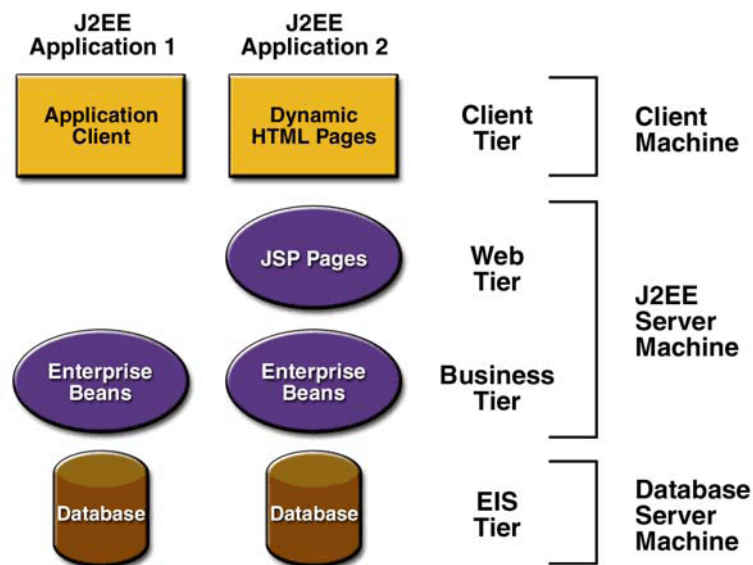 J2EE
Application 1
J2EE
Application 2
Application
Client
Dynamic
HTML Pages
Client
Tier
Client
Machine
JSP Pages
Web
Tier
J2EE
Server
Machine
Enterprise
Beans
Enterprise
Beans
Business
Tier
Database
Database
EIS
Tier
Database
Server
Machine